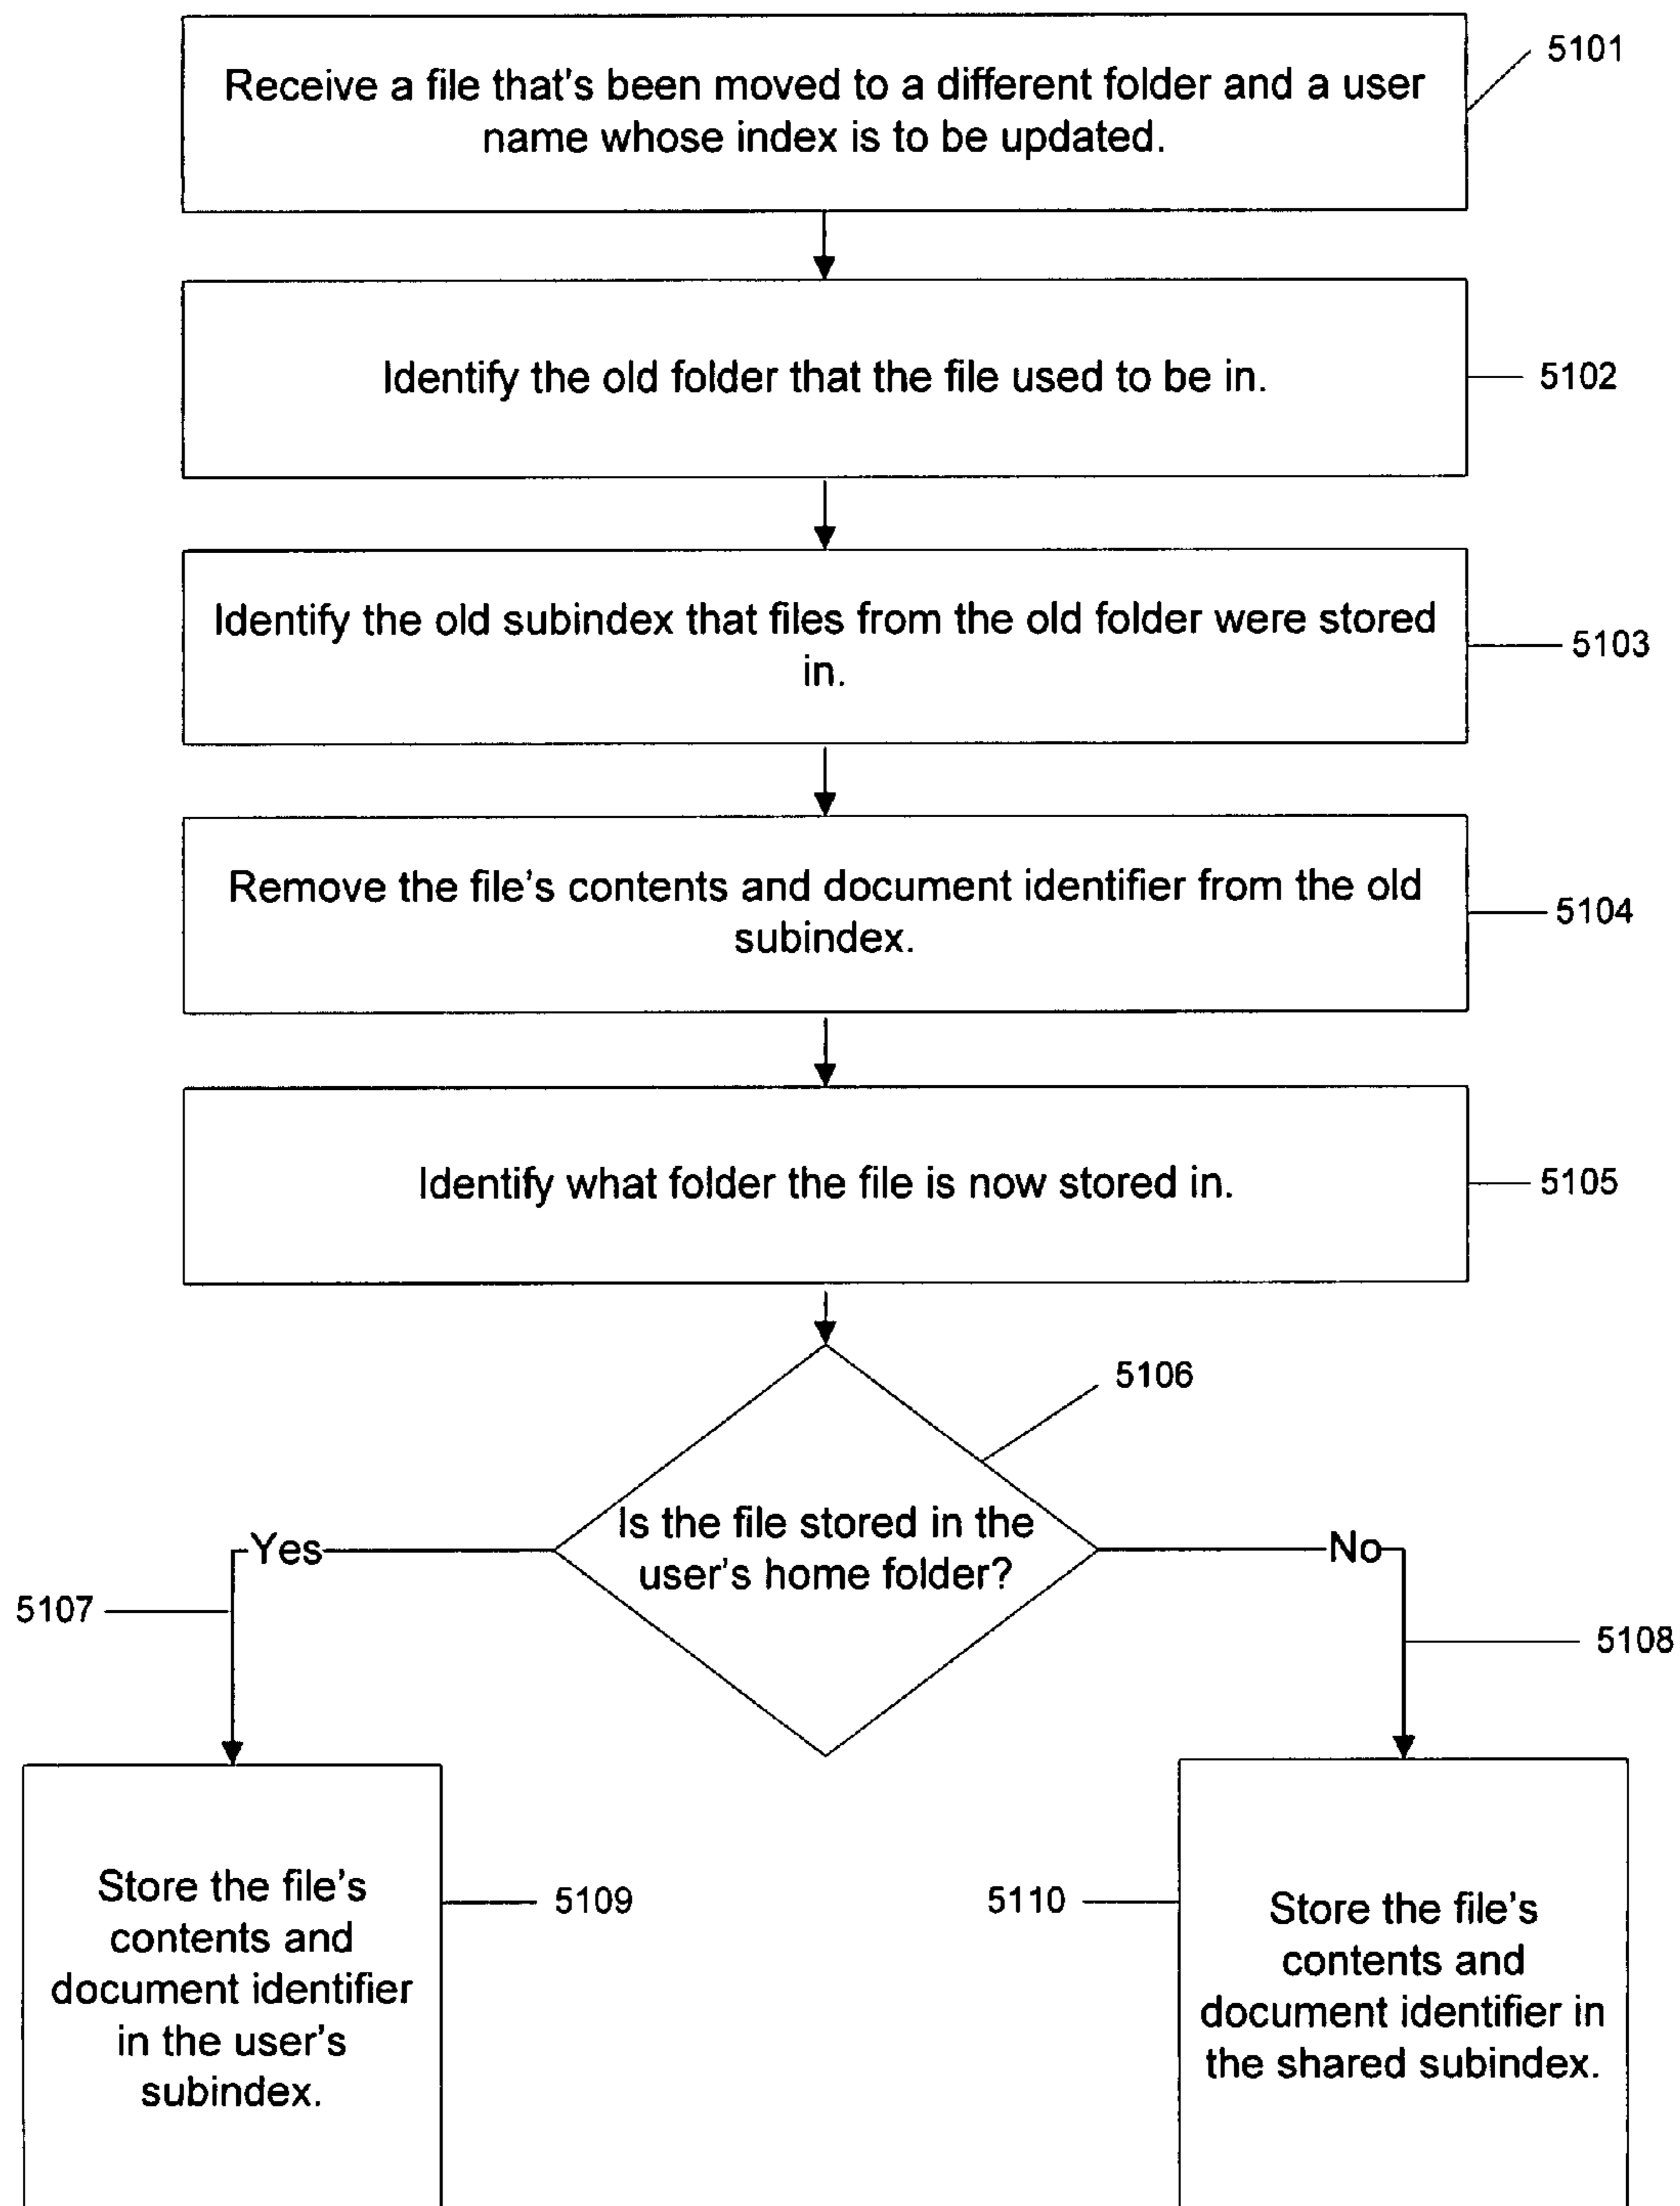 Receive a file that's been moved to a different folder and a user
name whose index is to be updated.
5101
Identify the old folder that the file used to be in.
5102
Identify the old subindex that files from the old folder were stored
in.
5103
Remove the file's contents and document identifier from the old
subindex.
5104
Identify what folder the file is now stored in.
5105
5106
Is the file stored in the
user's home folder?
Yes
No
5107
5108
Store the file's
contents and
document identifier
in the user's
subindex.
5109
5110
Store the file's
contents and
document identifier in
the shared subindex.